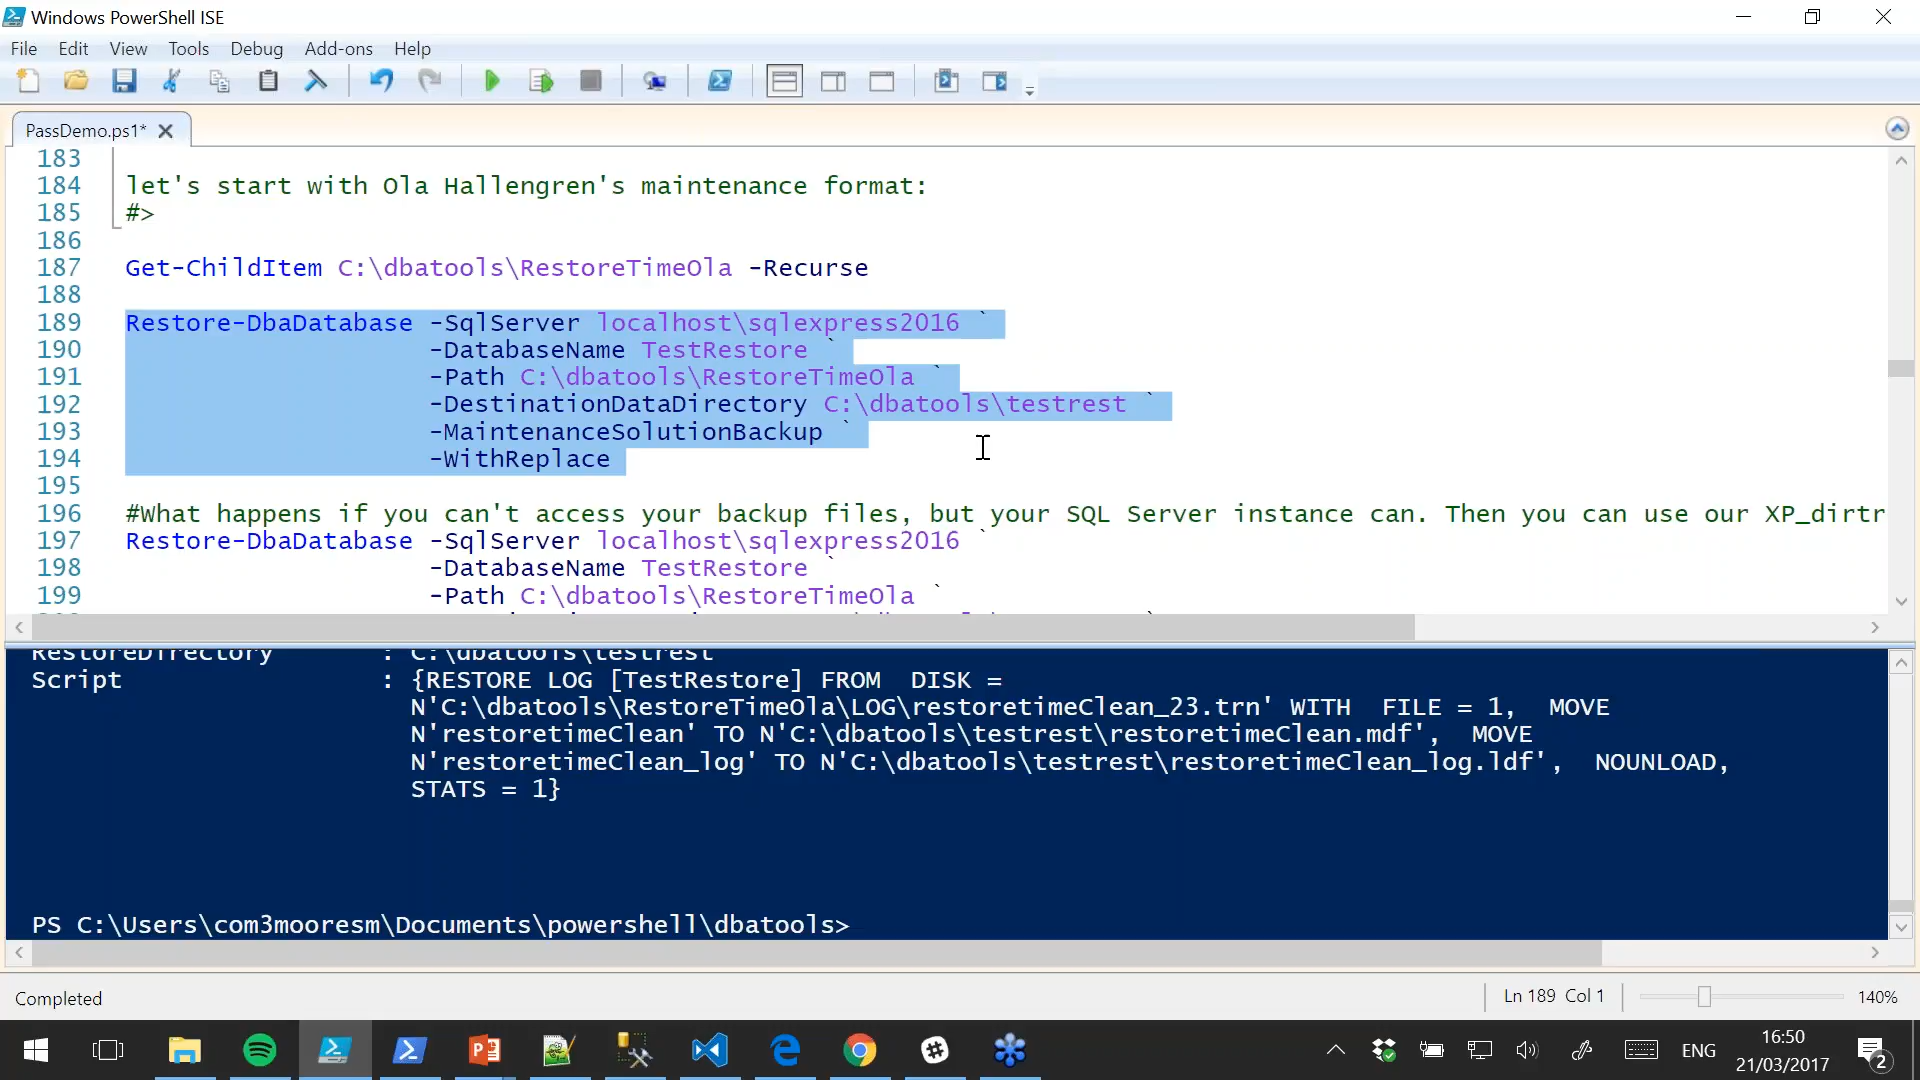 Windows PowerShell ISE
File Edit View Tools Debug Add-ons Help
PassDemo.ps1*
183
184 let's start with Ola Hallengren's maintenance format:
185 #>
186
187 Get-ChildItem C:\dbatools\RestoreTimeOla -Recurse
188
189 Restore-DbaDatabase -SqlServer localhost\sqlexpress2016 `
190 -DatabaseName TestRestore `
191 -Path C:\dbatools\RestoreTimeOla `
192 -DestinationDataDirectory C:\dbatools\testrest `
193 -MaintenanceSolutionBackup `
194 -WithReplace
195
196 #What happens if you can't access your backup files, but your SQL Server instance can. Then you can use our XP_dirtr
197 Restore-DbaDatabase -SqlServer localhost\sqlexpress2016 `
198 -DatabaseName TestRestore `
199 -Path C:\dbatools\RestoreTimeOla `
RestoreDirectory : C:\dbatools\testrest
Script : {RESTORE LOG [TestRestore] FROM DISK =
N'C:\dbatools\RestoreTimeOla\LOG\restoretimeClean_23.trn' WITH FILE = 1, MOVE
N'restoretimeClean' TO N'C:\dbatools\testrest\restoretimeClean.mdf', MOVE
N'restoretimeClean_log' TO N'C:\dbatools\testrest\restoretimeClean_log.ldf', NOUNLOAD,
STATS = 1}
PS C:\Users\com3mooresm\Documents\powershell\dbatools>
Completed
Ln 189 Col 1
140%
ENG
16:50
21/03/2017
2